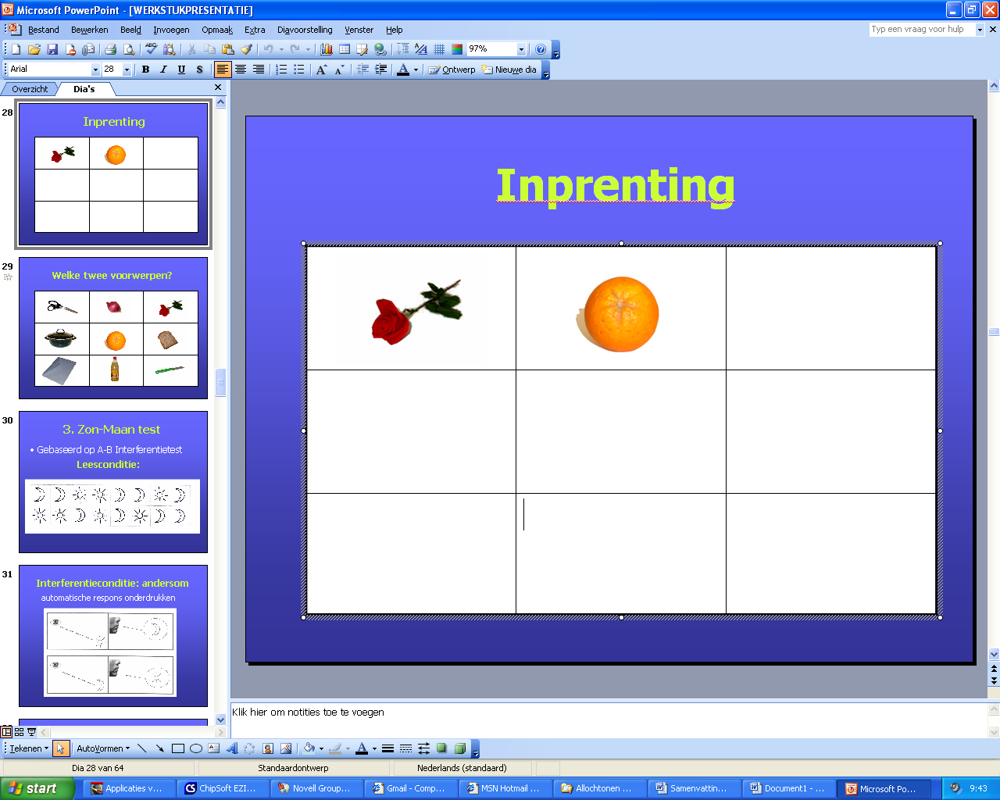 Microsoft PowerPoint - [WERKSTUKPRESENTATIE]
Bestand Bewerken Beeld Invoegen Opmaak Extra Diavoorstelling Venster Help Typ een vraag voor hulp
97%
Arial 28 B I U S A A A Ontwerp Nieuwe dia
Overzicht Dia's
28
Inprenting
29
Welke twee voorwerpen?
30
3. Zon-Maan test
• Gebaseerd op A-B Interferentietest
Leesconditie:
31
Interferentieconditie: andersom
automatische respons onderdrukken
Inprenting
Klik hier om notities toe te voegen
Tekenen AutoVormen A A
Dia 28 van 64 Standaardontwerp Nederlands (standaard)
start Applicaties v... ChipSoft EZI... Novell Group... Gmail - Comp... MSN Hotmail ... Allochtonen ... Samenvattin... Document1 - ... Microsoft Po... 9:43